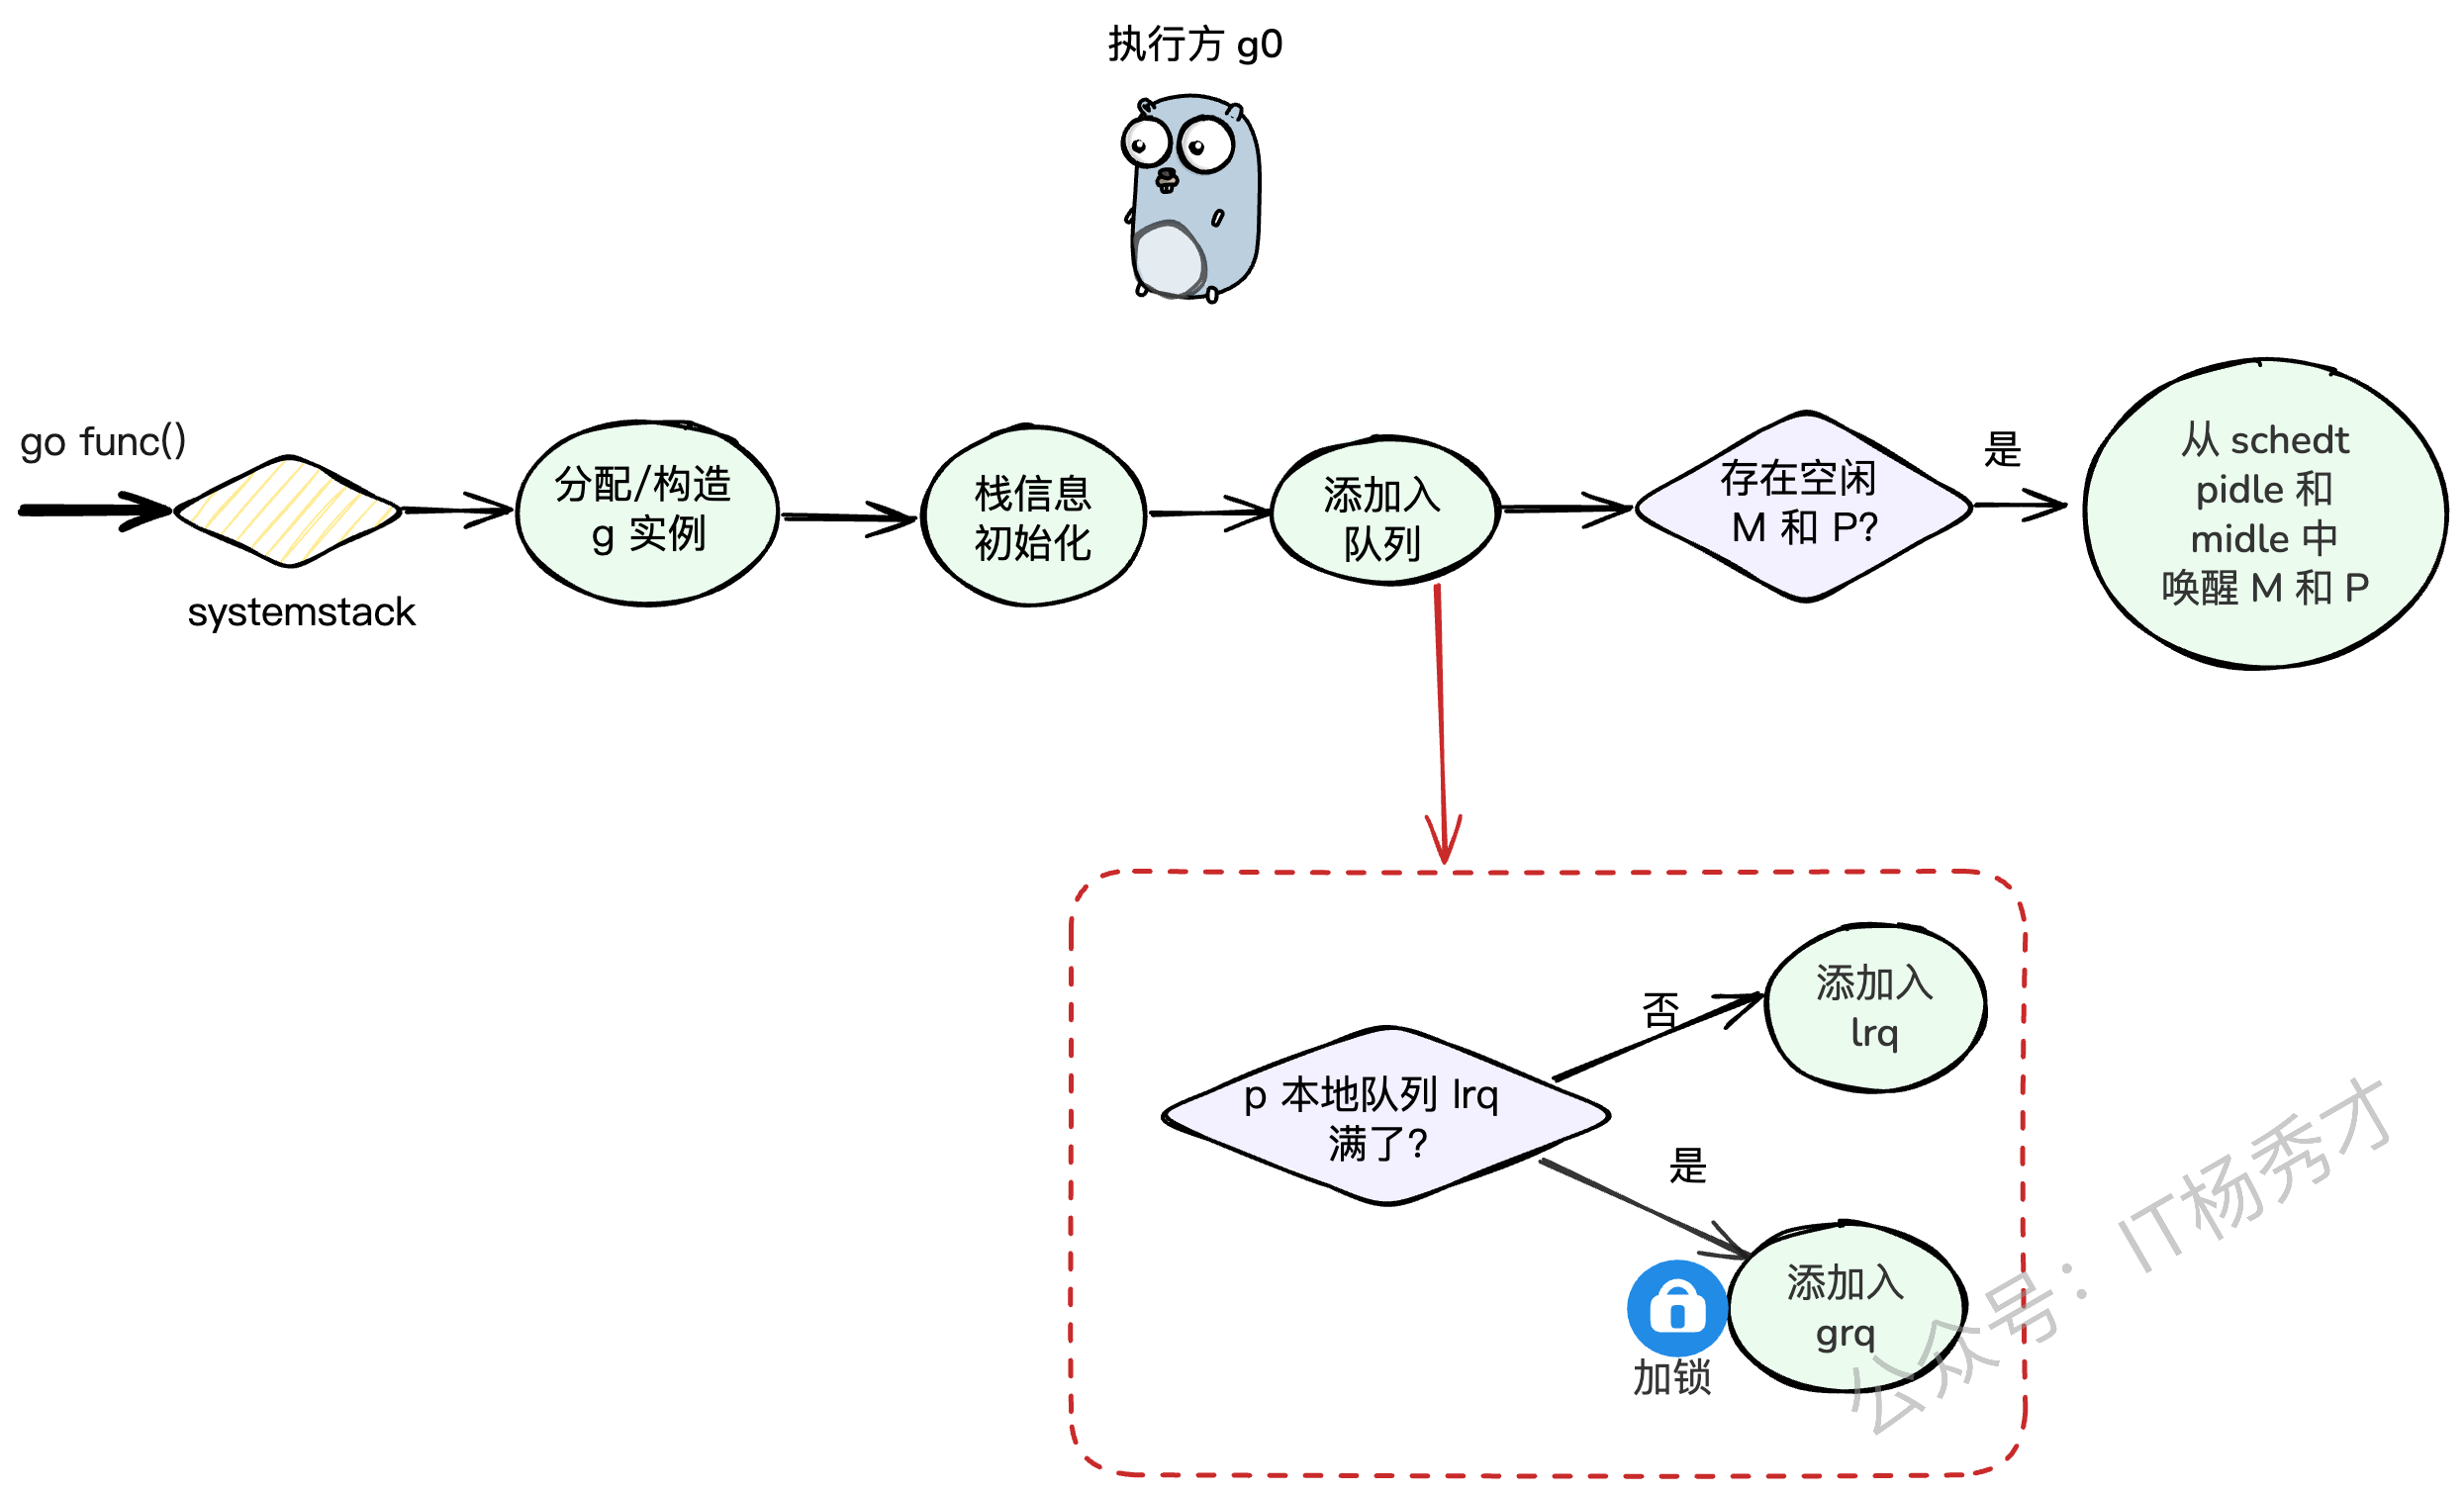 执行方 g0
go func()
systemstack
分配/构造
g 实例
栈信息
初始化
添加入
队列
存在空闲
M 和 P?
是
从 schedt
pidle 和
midle 中
唤醒 M 和 P
p 本地队列 lrq
满了?
否
添加入
lrq
是
加锁
添加入
grq
公众号：IT杨秀才